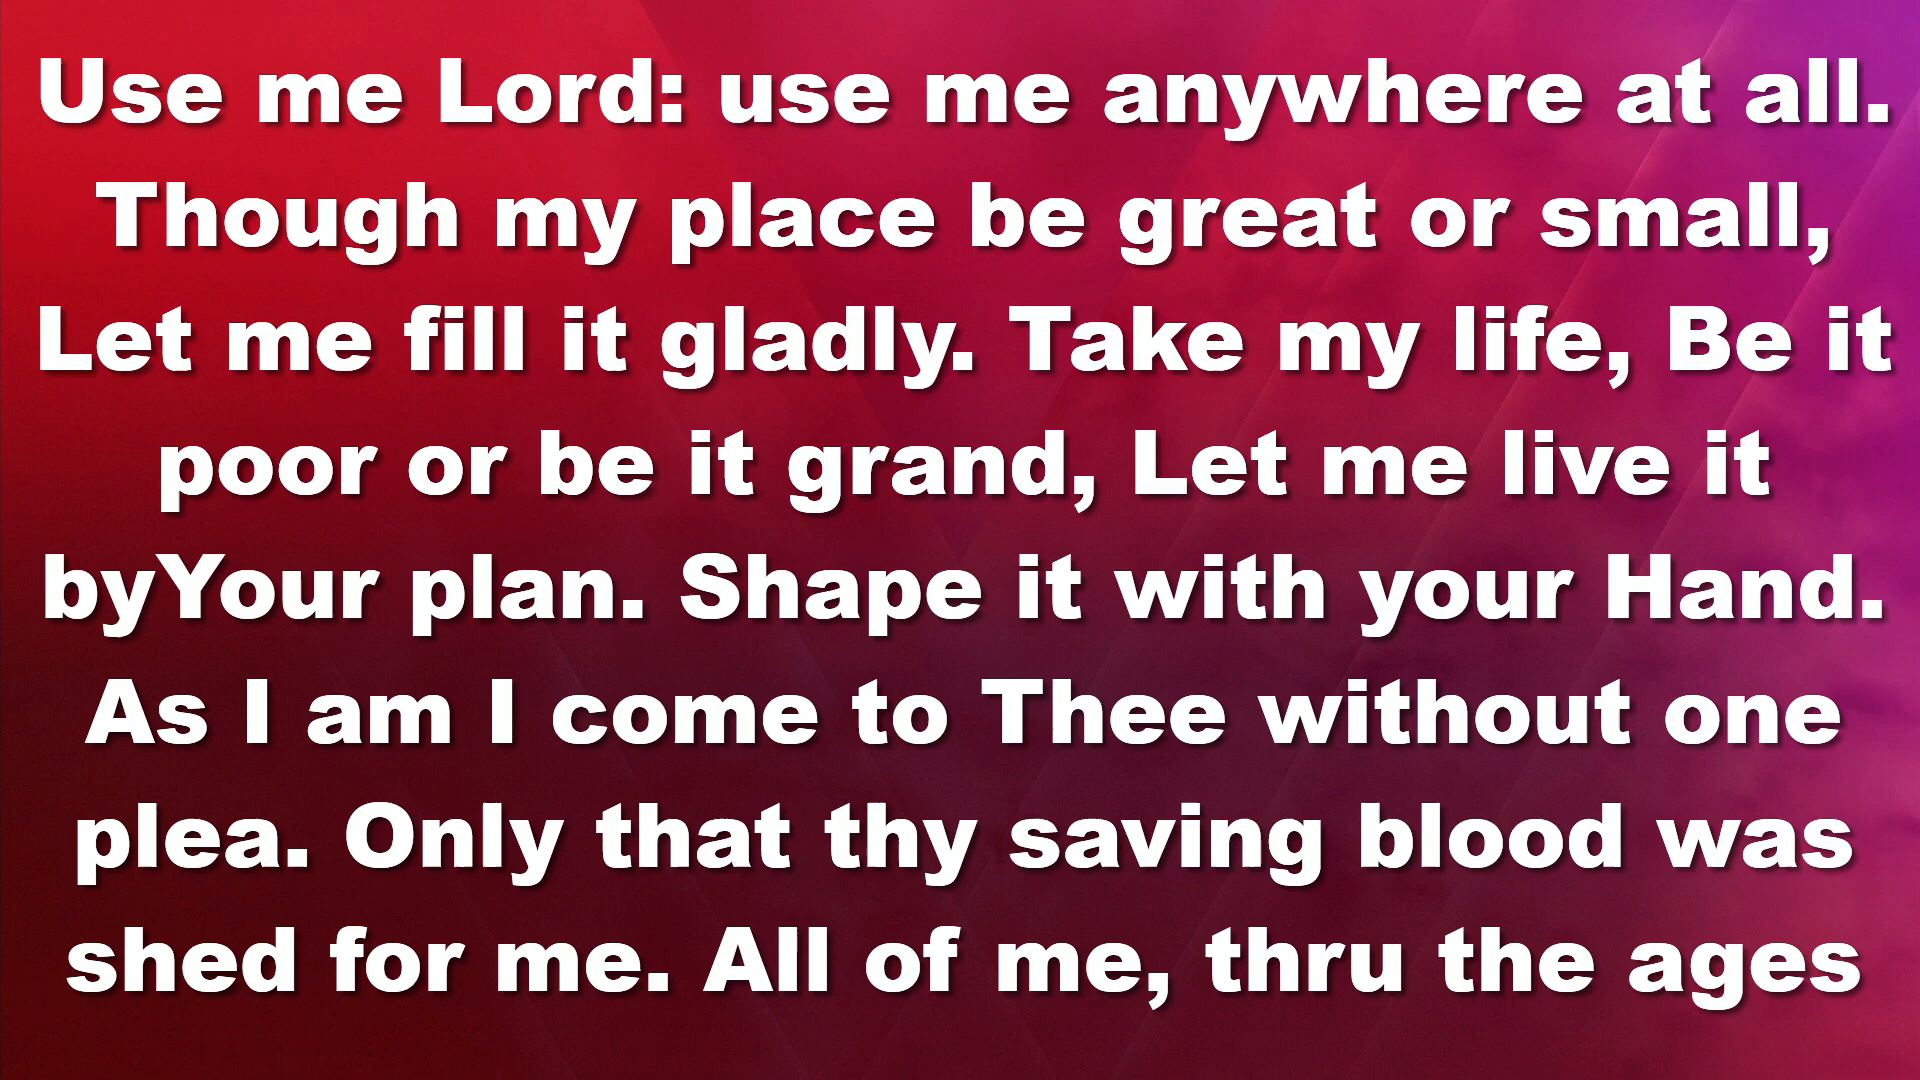 Use me Lord: use me anywhere at all.
Though my place be great or small,
Let me fill it gladly. Take my life, Be it
poor or be it grand, Let me live it
byYour plan. Shape it with your Hand.
As I am I come to Thee without one
plea. Only that thy saving blood was
shed for me. All of me, thru the ages